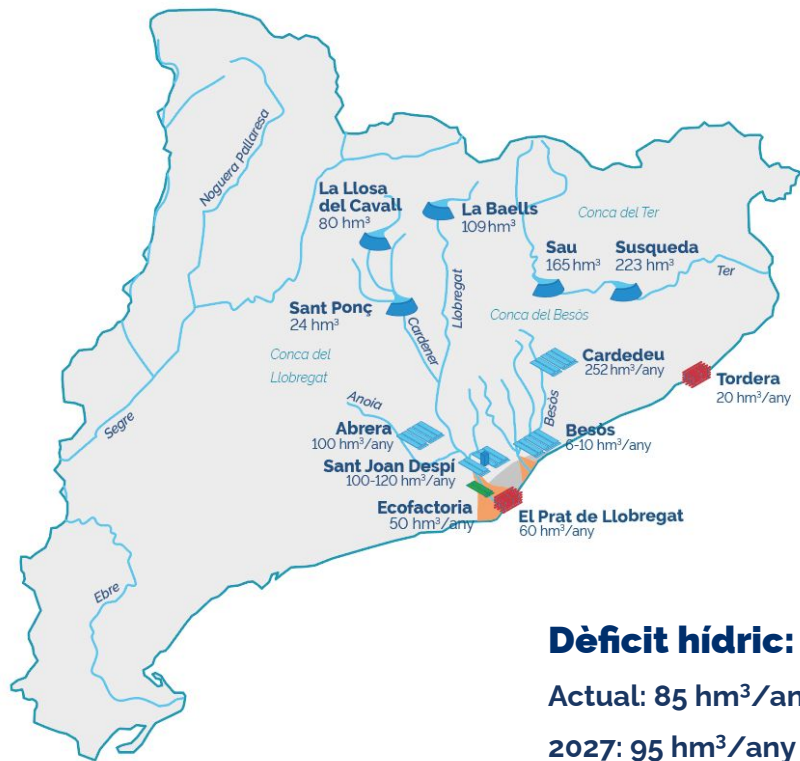 Noguera Pallaresa
La Llosa
del Cavall
80 hm³
La Baells
109 hm³
Conca del Ter
Sau
165 hm³
Susqueda
223 hm³
Ter
Sant Ponç
24 hm³
Cardener
Llobregat
Conca del Besòs
Conca del
Llobregat
Cardedeu
252 hm³/any
Tordera
20 hm³/any
Segre
Anoia
Abrera
100 hm³/any
Besòs
Besòs
6-10 hm³/any
Sant Joan Despí
100-120 hm³/any
Ecofactoria
50 hm³/any
El Prat de Llobregat
60 hm³/any
Ebre
Dèficit hídric:
Actual: 85 hm³/an
2027: 95 hm³/any